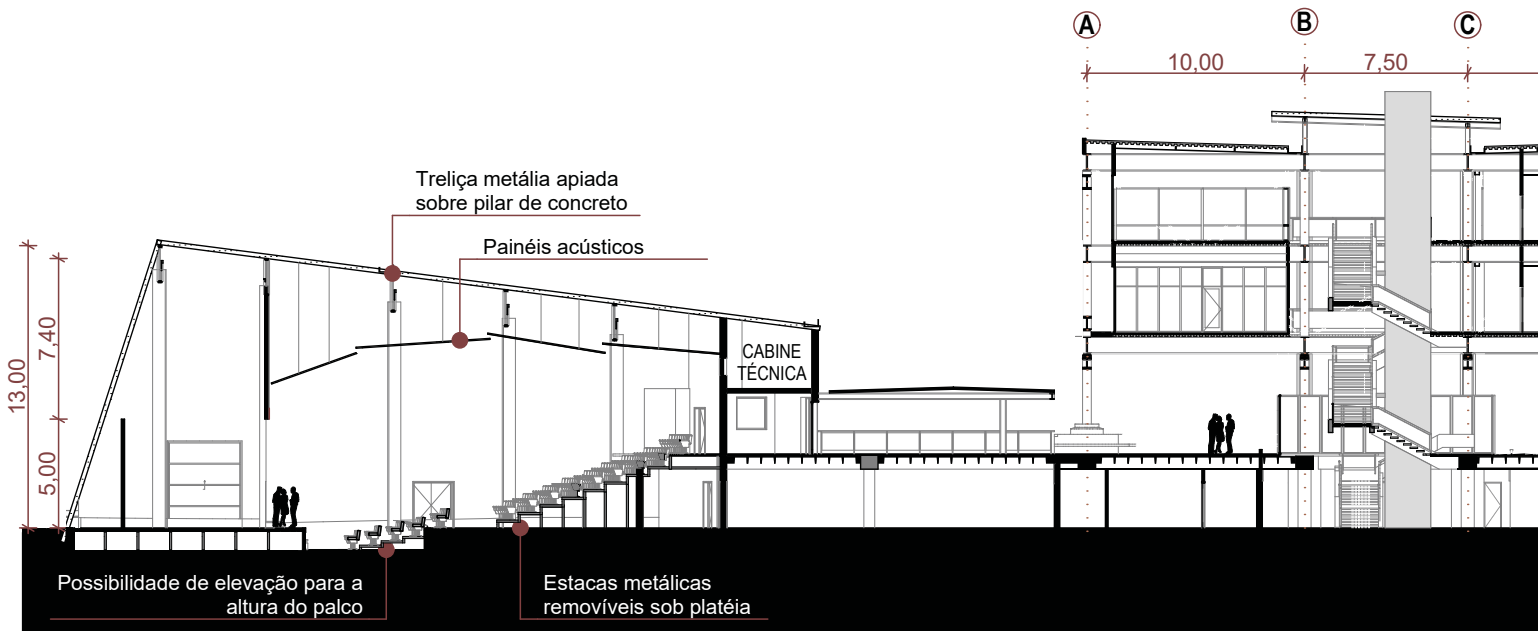 A
B
C
10,00
7,50
Treliça metália apiada
sobre pilar de concreto
Painéis acústicos
13,00
7,40
5,00
CABINE
TÉCNICA
Possibilidade de elevação para a
altura do palco
Estacas metálicas
removíveis sob platéia